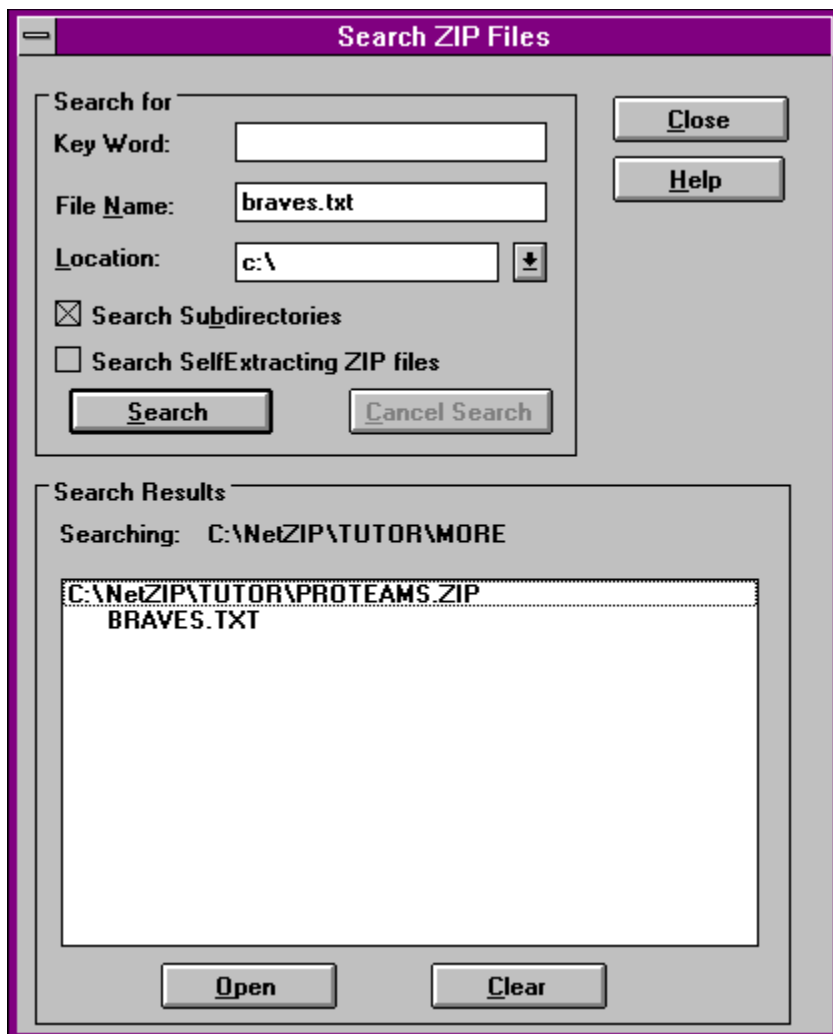 Search ZIP Files
Search for
Key Word:
File Name: braves.txt
Location: c:\
Search Subdirectories
Search SelfExtracting ZIP files
Search Cancel Search
Close
Help
Search Results
Searching: C:\NetZIP\TUTOR\MORE
C:\NetZIP\TUTOR\PROTEAMS.ZIP
BRAVES.TXT
Open Clear